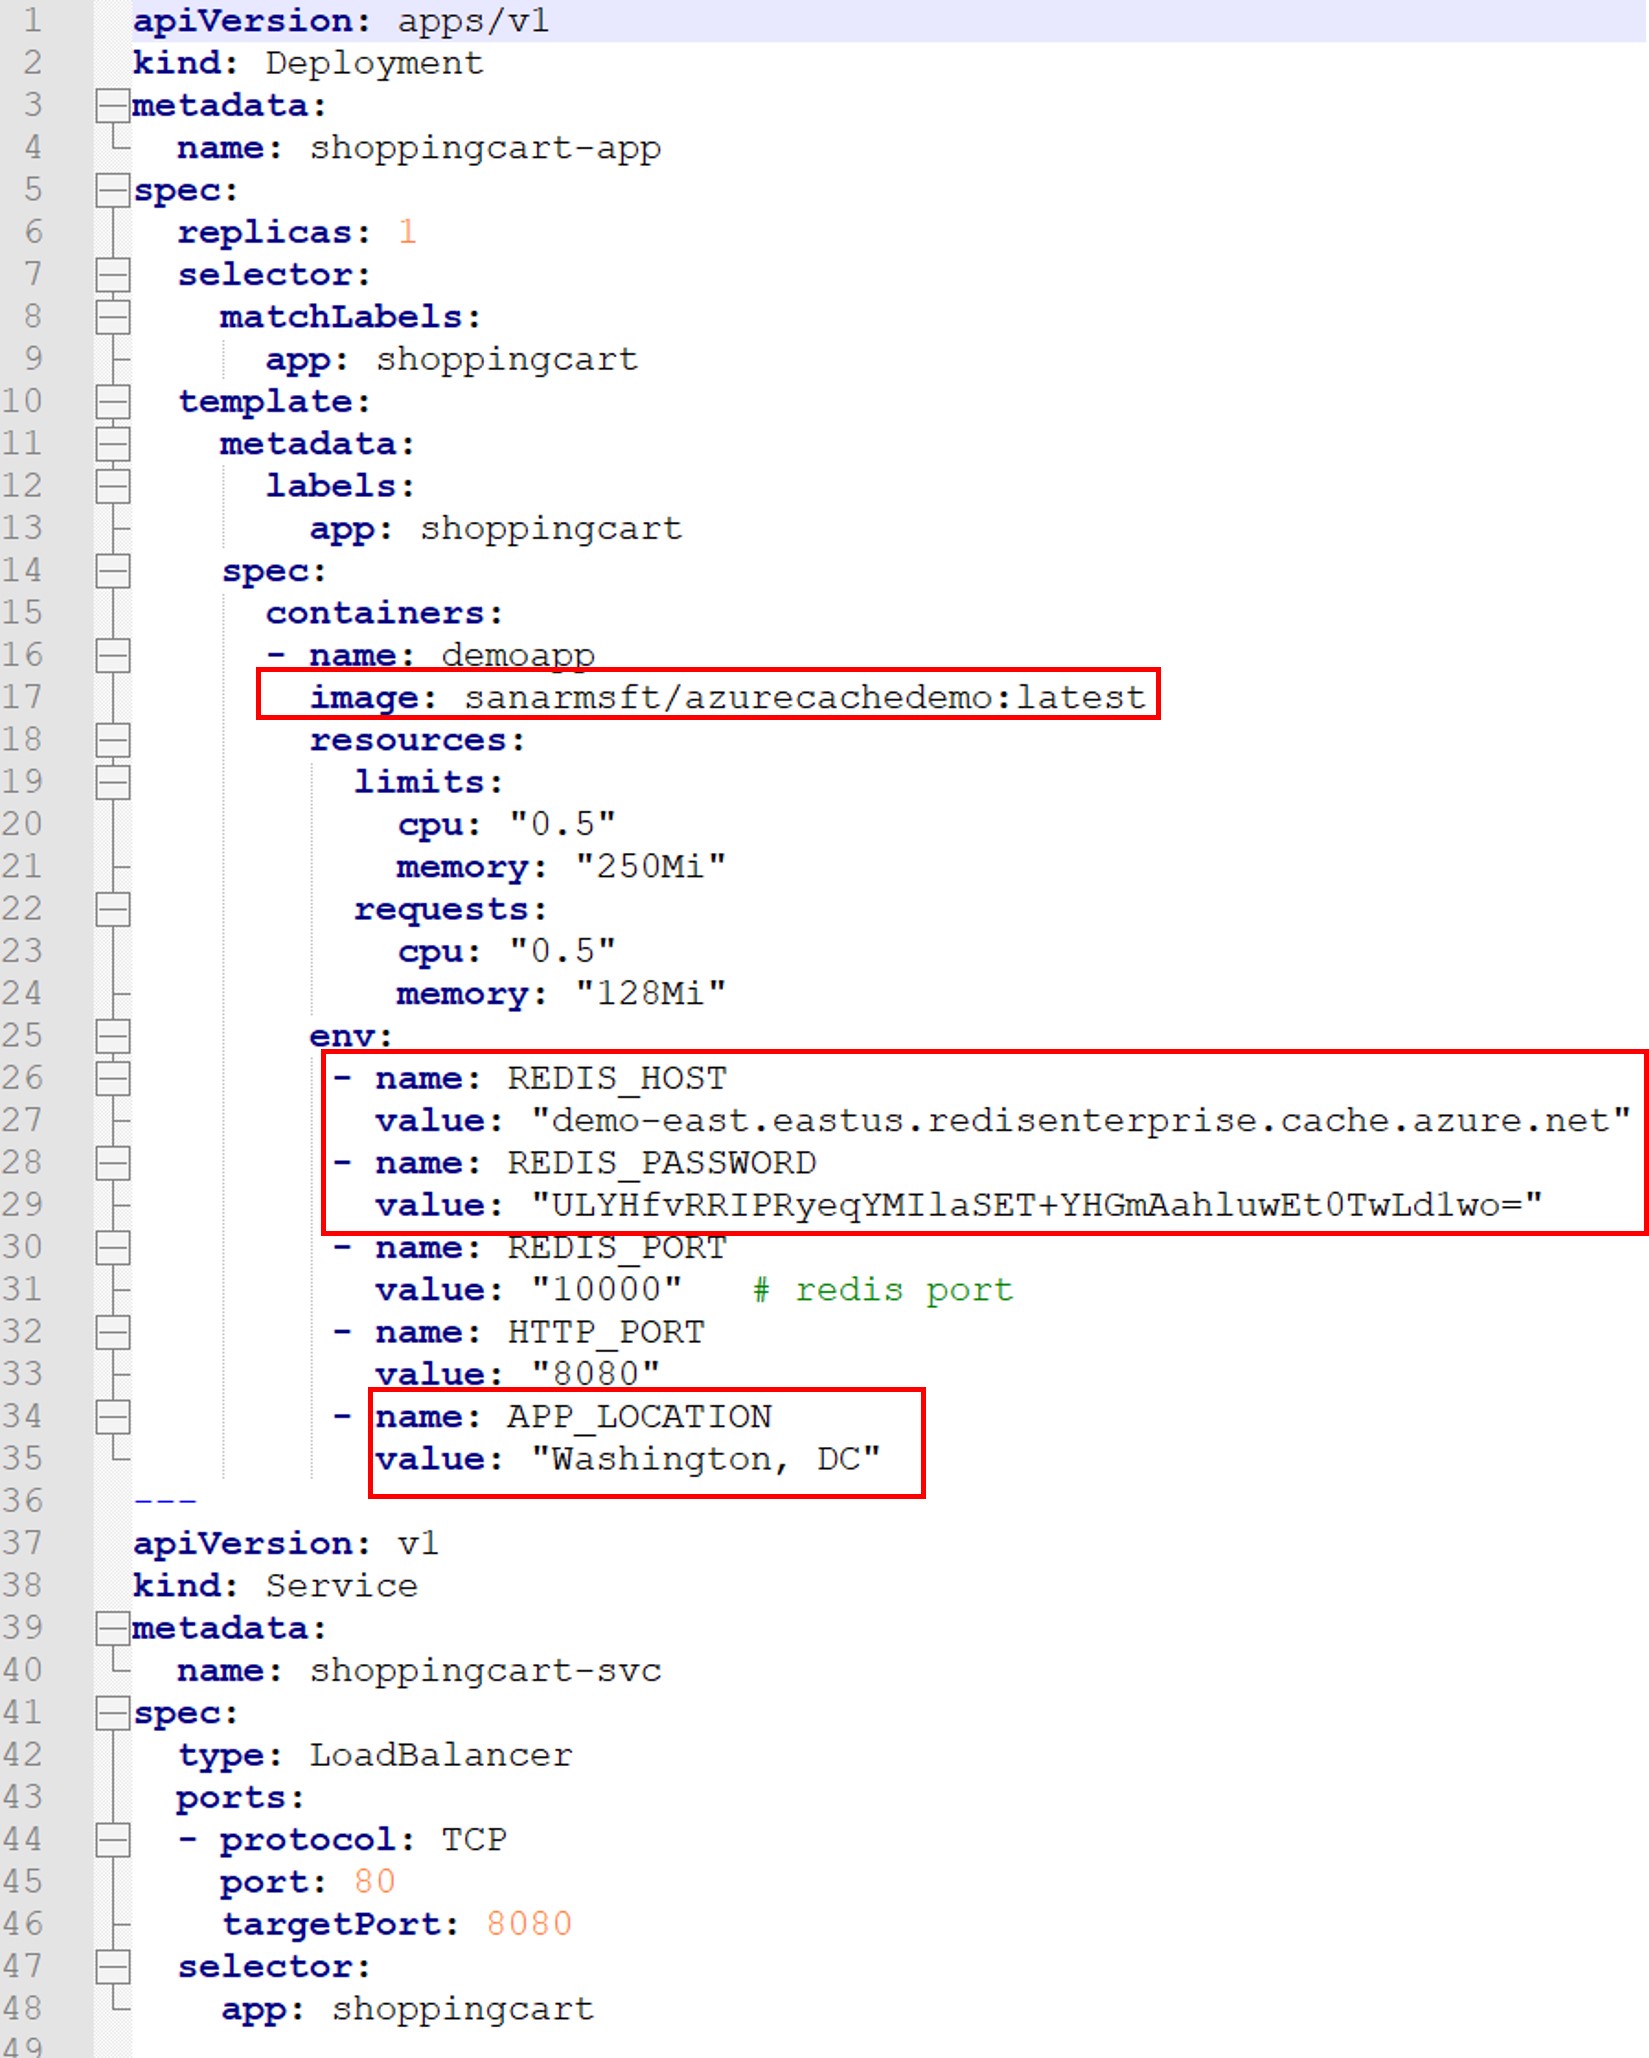 1 apiVersion: apps/v1
2 kind: Deployment
3 metadata:
4   name: shoppingcart-app
5 spec:
6   replicas: 1
7   selector:
8     matchLabels:
9       app: shoppingcart
10   template:
11     metadata:
12       labels:
13         app: shoppingcart
14     spec:
15       containers:
16       - name: demoapp
17         image: sanarmsft/azurecachedemo:latest
18         resources:
19           limits:
20             cpu: "0.5"
21             memory: "250Mi"
22           requests:
23             cpu: "0.5"
24             memory: "128Mi"
25         env:
26          - name: REDIS_HOST
27            value: "demo-east.eastus.redisenterprise.cache.azure.net"
28          - name: REDIS_PASSWORD
29            value: "ULYHfvRRIPRyeqYMIlaSET+YHGmAahluwEt0TwLd1wo="
30          - name: REDIS_PORT
31            value: "10000"   # redis port
32          - name: HTTP_PORT
33            value: "8080"
34          - name: APP_LOCATION
35            value: "Washington, DC"
36 ---
37 apiVersion: v1
38 kind: Service
39 metadata:
40   name: shoppingcart-svc
41 spec:
42   type: LoadBalancer
43   ports:
44   - protocol: TCP
45     port: 80
46     targetPort: 8080
47   selector:
48     app: shoppingcart
49